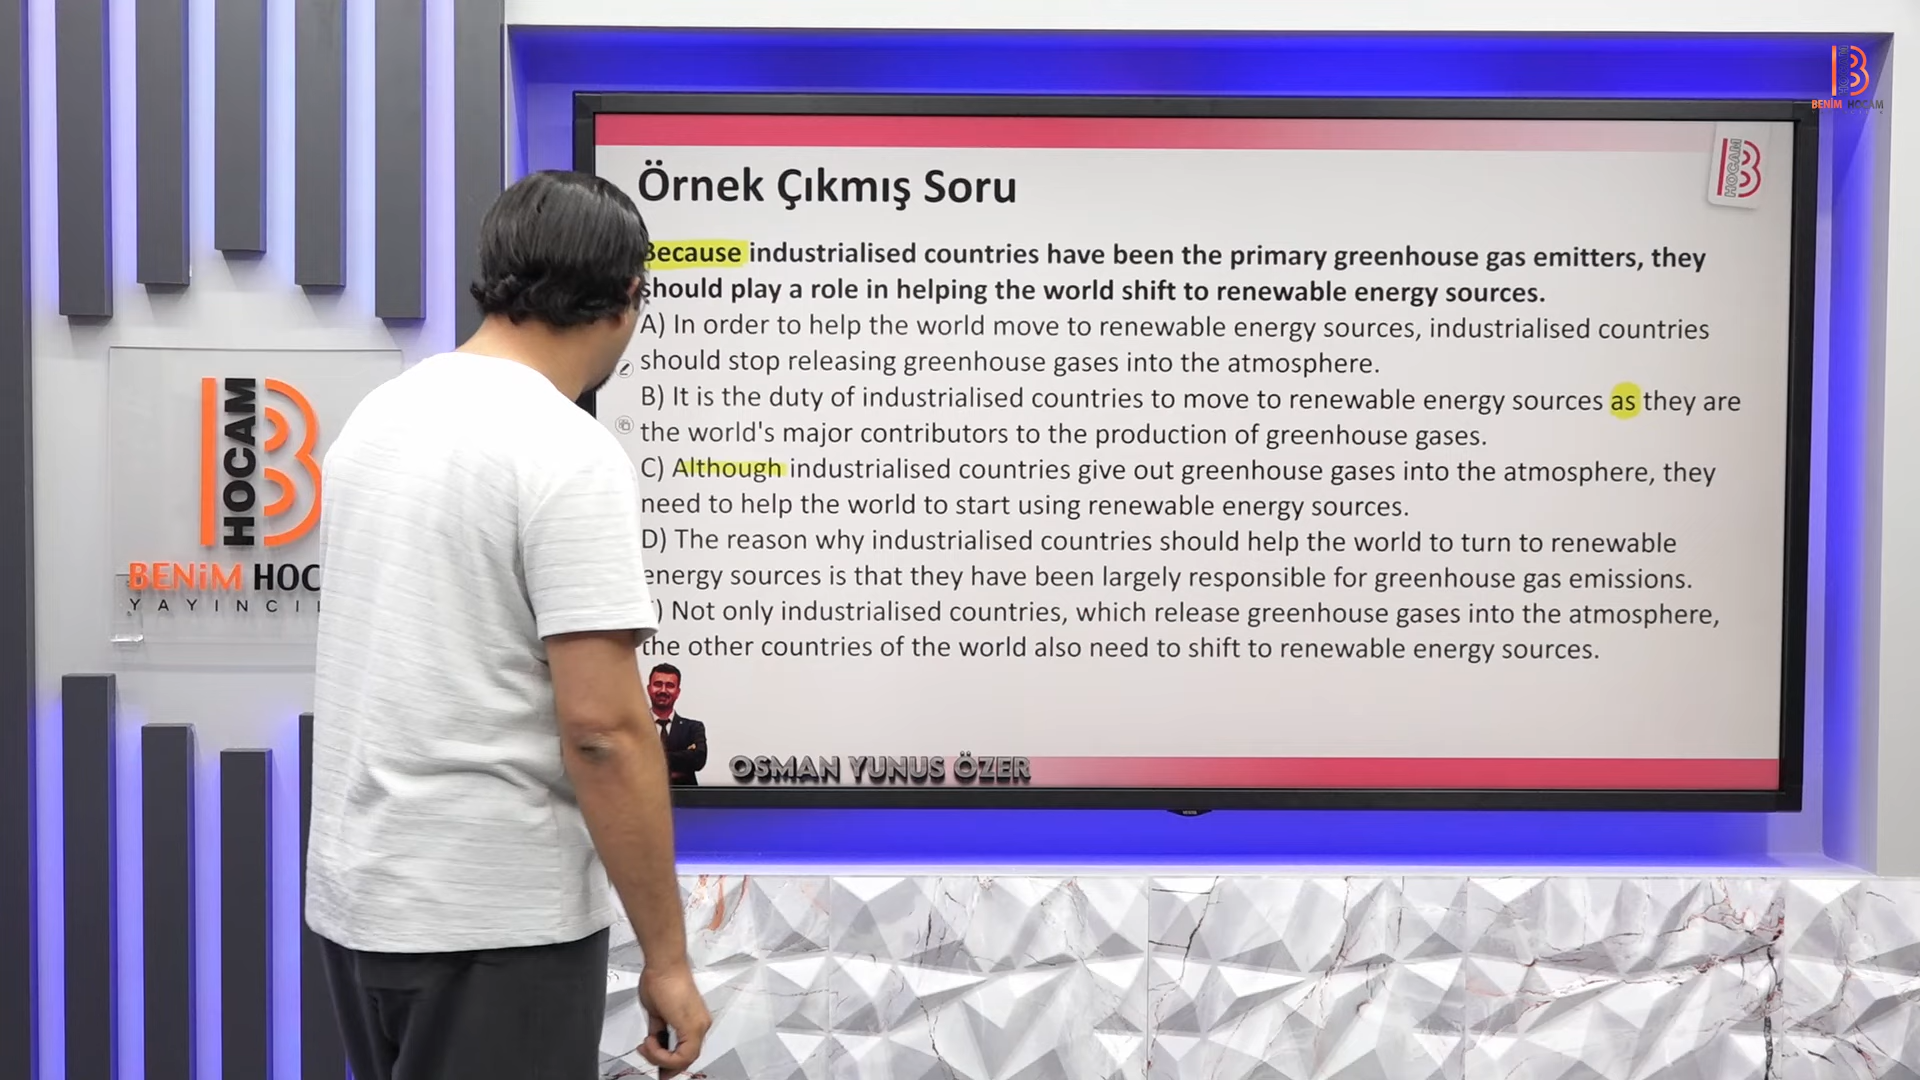 BENİM HOCAM
Örnek Çıkmış Soru
HOCAM
Because industrialised countries have been the primary greenhouse gas emitters, they
should play a role in helping the world shift to renewable energy sources.
A) In order to help the world move to renewable energy sources, industrialised countries
should stop releasing greenhouse gases into the atmosphere.
B) It is the duty of industrialised countries to move to renewable energy sources as they are
the world's major contributors to the production of greenhouse gases.
C) Although industrialised countries give out greenhouse gases into the atmosphere, they
need to help the world to start using renewable energy sources.
D) The reason why industrialised countries should help the world to turn to renewable
energy sources is that they have been largely responsible for greenhouse gas emissions.
) Not only industrialised countries, which release greenhouse gases into the atmosphere,
the other countries of the world also need to shift to renewable energy sources.
OSMAN YUNUS ÖZER
HOCAM
BENİM HOC
YAYINCI